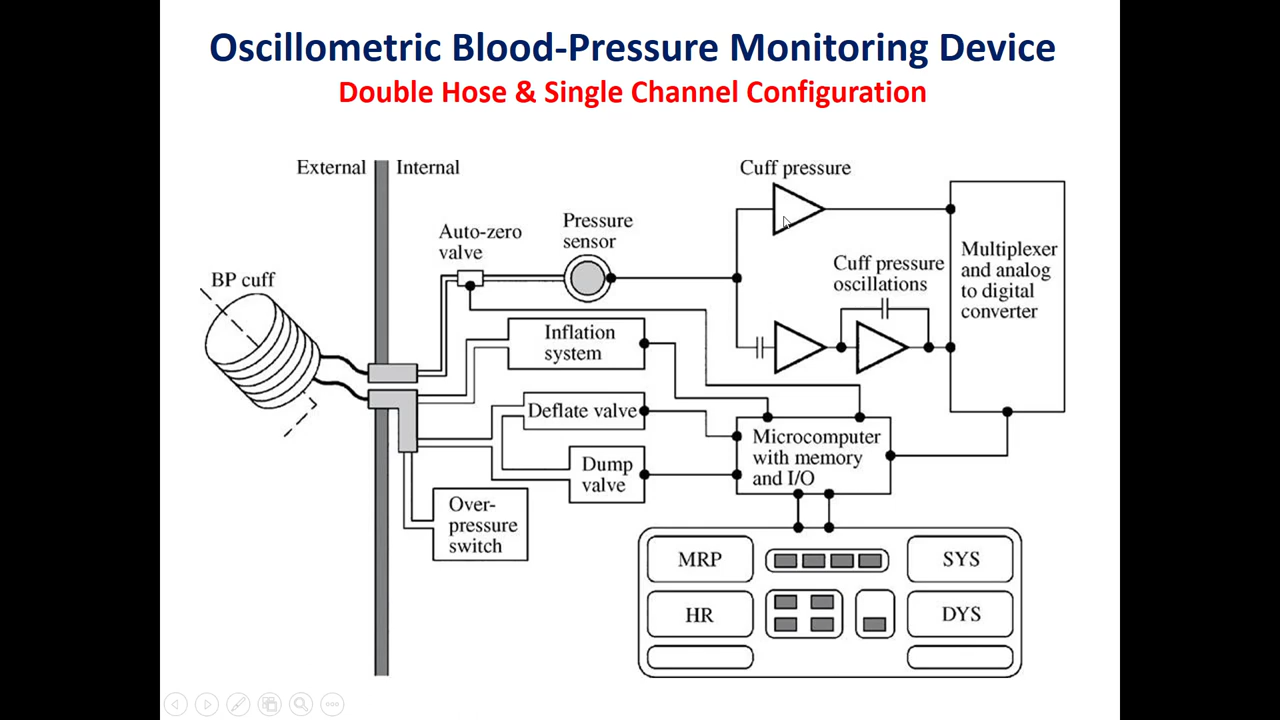 Oscillometric Blood-Pressure Monitoring Device
Double Hose & Single Channel Configuration
External
Internal
Cuff pressure
Auto-zero
valve
Pressure
sensor
BP cuff
Cuff pressure
oscillations
Multiplexer
and analog
to digital
converter
Inflation
system
Deflate valve
Dump
valve
Microcomputer
with memory
and I/O
Over-
pressure
switch
MRP
SYS
HR
DYS